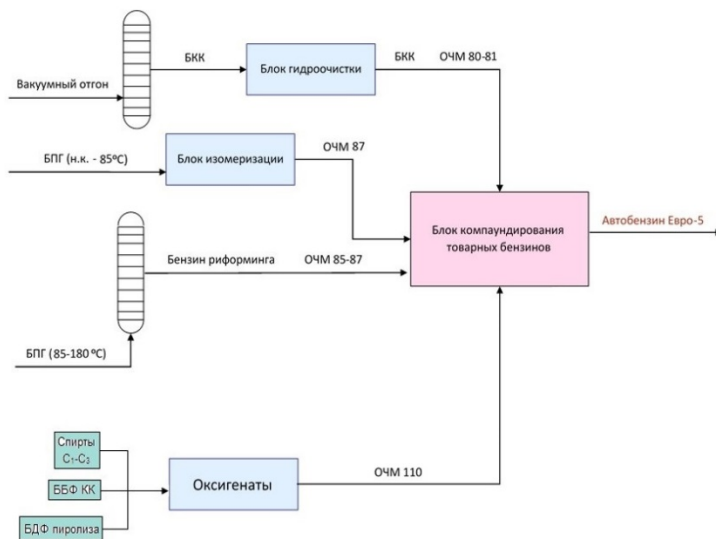 БКК
Блок гидроочистки
БКК
ОЧМ 80-81
Вакуумный отгон
БПГ (н.к. - 85ºС)
Блок изомеризации
ОЧМ 87
Блок компаундирования
товарных бензинов
Автобензин Евро-5
Бензин риформинга
ОЧМ 85-87
БПГ (85-180 ºС)
Спирты
С₁-С₂
ББФ КК
БДФ пиролиза
Оксигенаты
ОЧМ 110